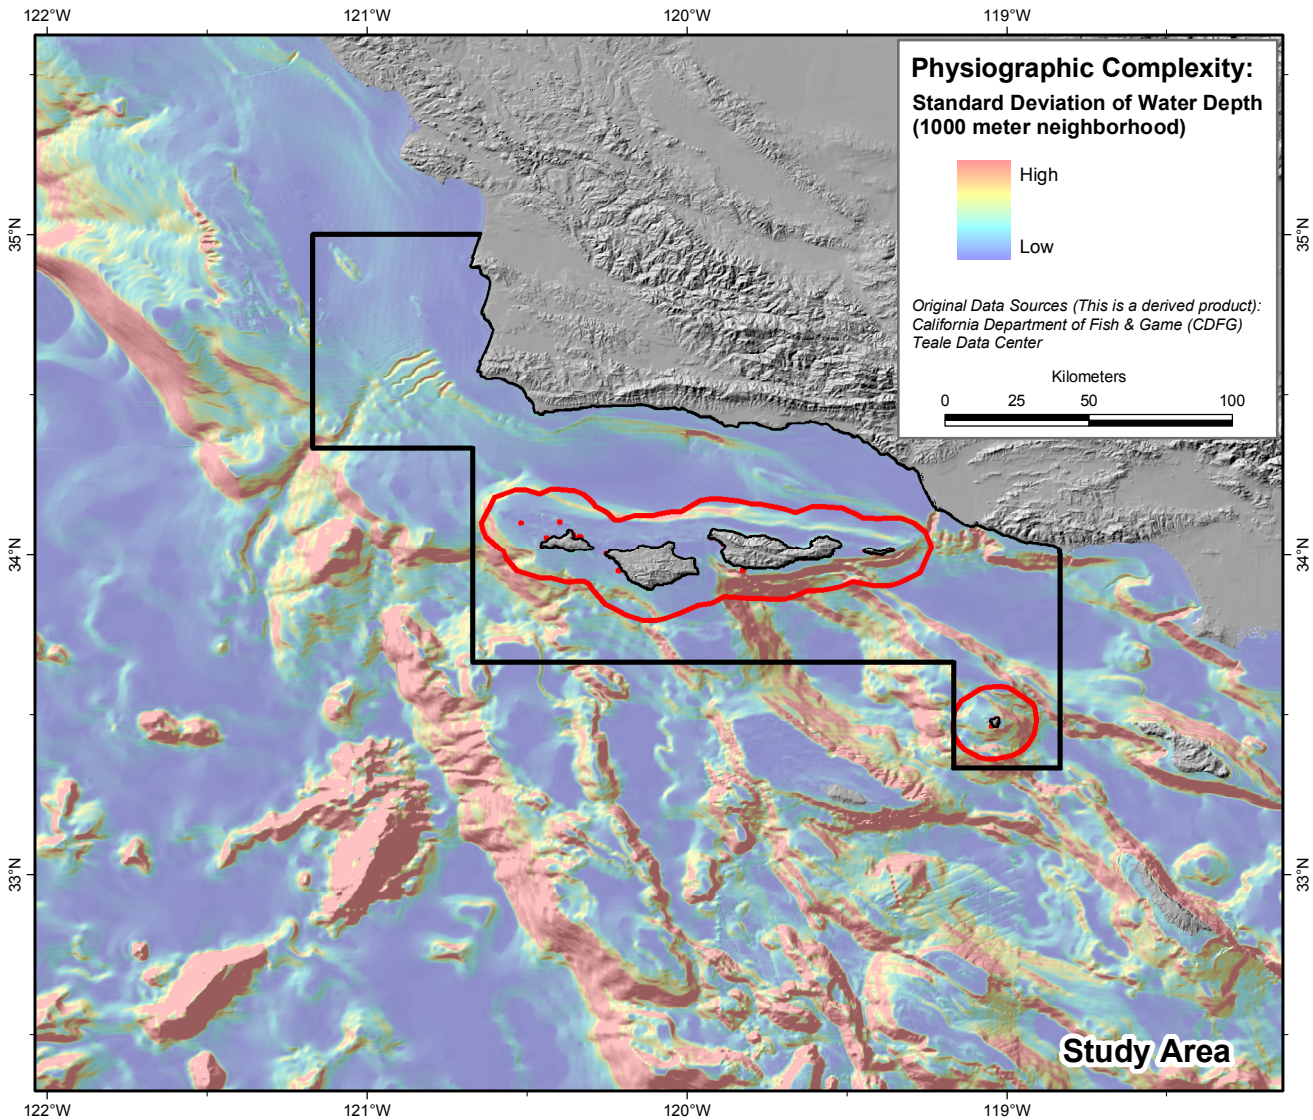 122°W 121°W 120°W 119°W
Physiographic Complexity:
Standard Deviation of Water Depth
(1000 meter neighborhood)
High
Low
Original Data Sources (This is a derived product):
California Department of Fish & Game (CDFG)
Teale Data Center
Kilometers
0 25 50 100
35°N 35°N
34°N 34°N
33°N 33°N
Study Area
122°W 121°W 120°W 119°W